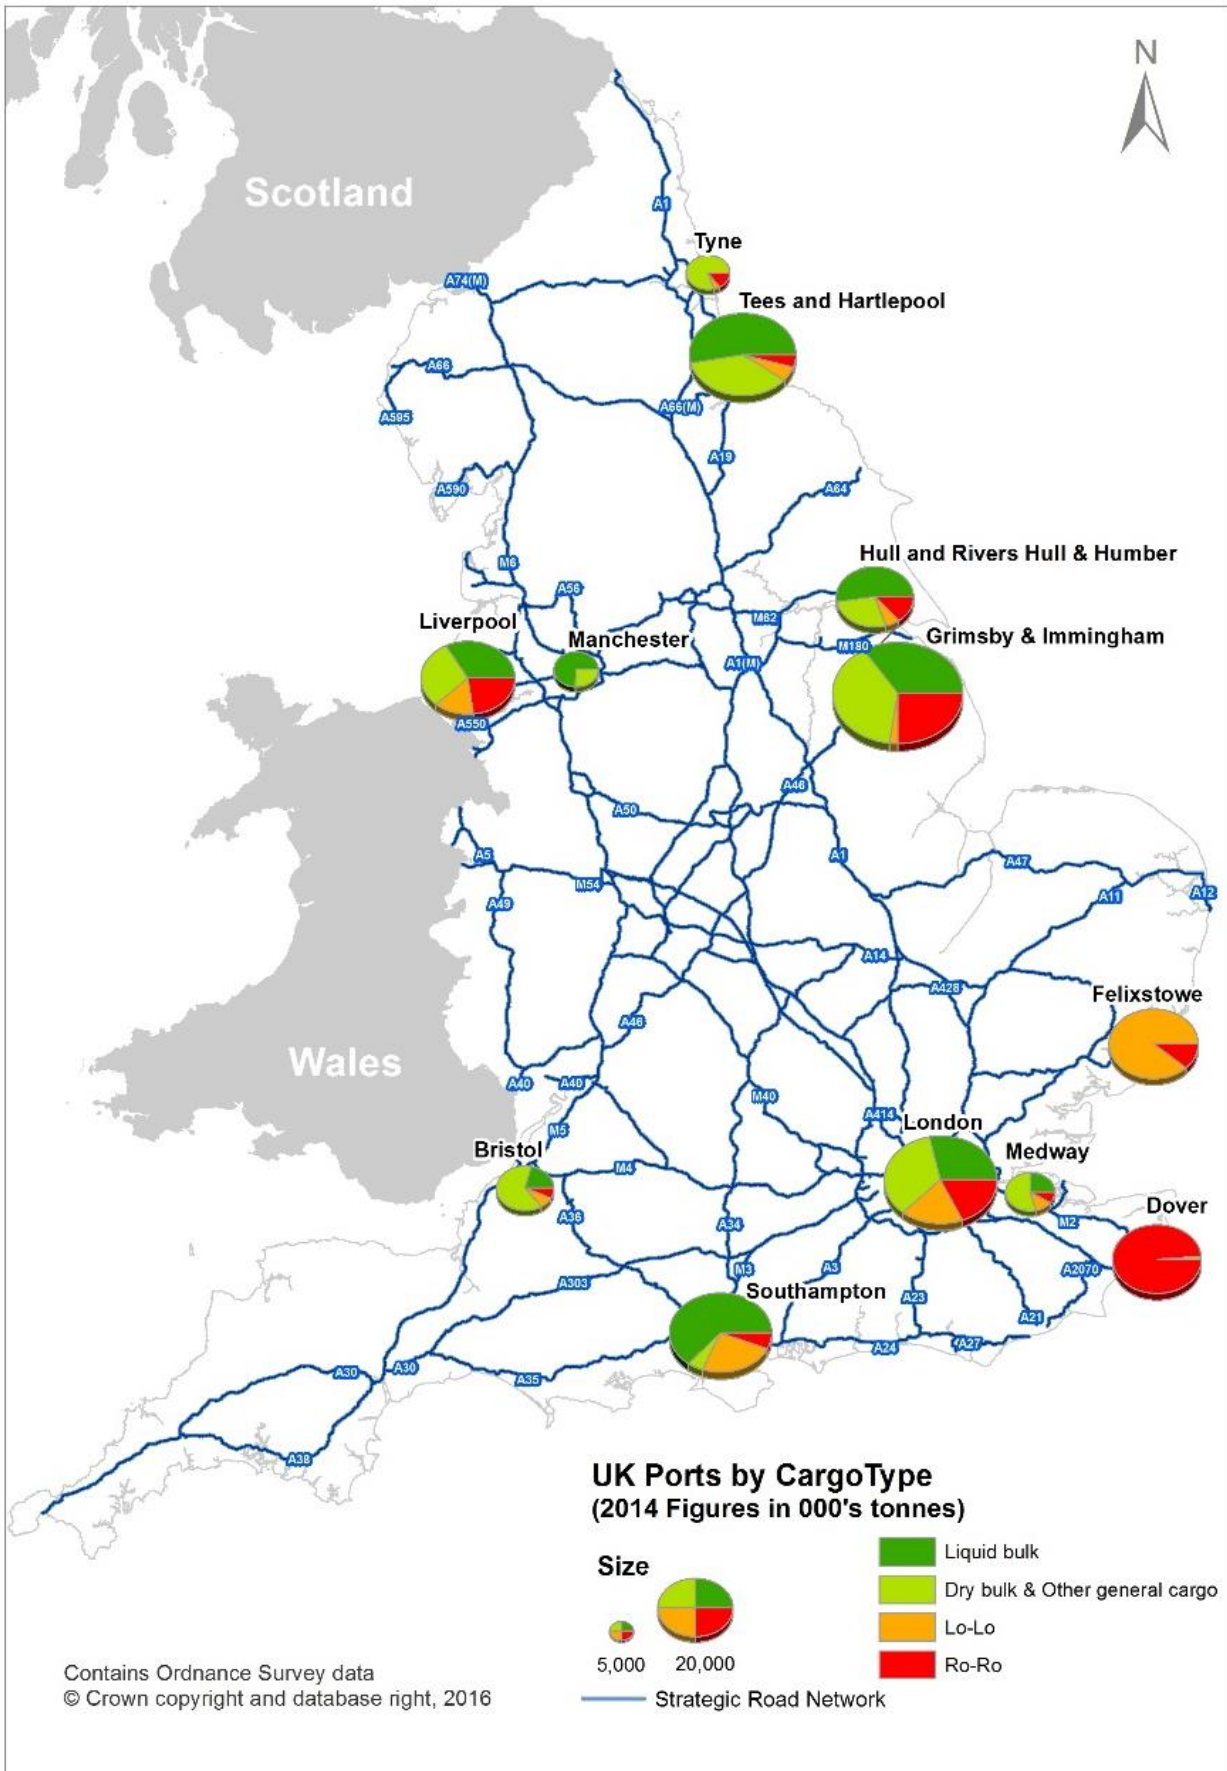 N
Scotland
A1
Tyne
A74(M)
Tees and Hartlepool
A66
A66(M)
A595
A19
A590
A64
Hull and Rivers Hull & Humber
M6
A56
Liverpool
M62
Manchester
Grimsby & Immingham
M180
A1(M)
A550
A46
A50
A5
A1
A47
M54
A11
A12
A49
A14
A428
Felixstowe
A46
Wales
A40
A40
M40
A414
London
M5
Bristol
Medway
M4
Dover
A36
A34
M2
M3
A3
A2070
A303
Southampton
A23
A21
A24
A27
A30
A30
A35
A38
UK Ports by CargoType
(2014 Figures in 000's tonnes)
Size
Liquid bulk
Dry bulk & Other general cargo
Lo-Lo
5,000
20,000
Ro-Ro
Contains Ordnance Survey data
© Crown copyright and database right, 2016
Strategic Road Network